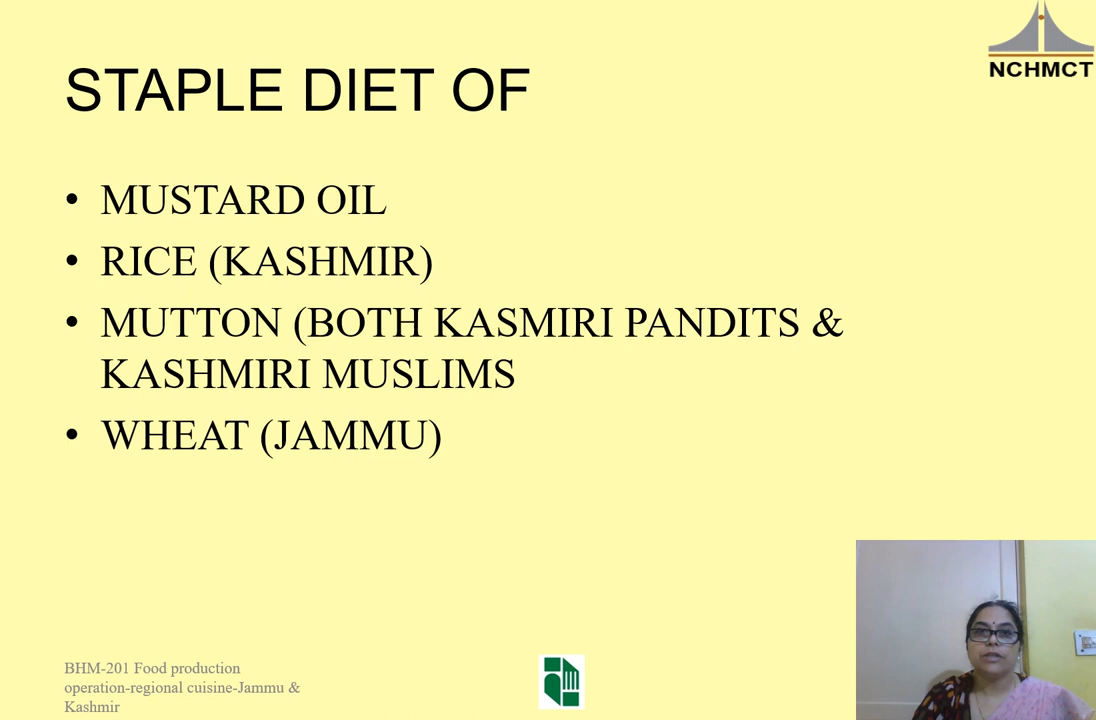 NCHMCT
STAPLE DIET OF
• MUSTARD OIL
• RICE (KASHMIR)
• MUTTON (BOTH KASMIRI PANDITS &
KASHMIRI MUSLIMS
• WHEAT (JAMMU)
BHM-201 Food production
operation-regional cuisine-Jammu &
Kashmir